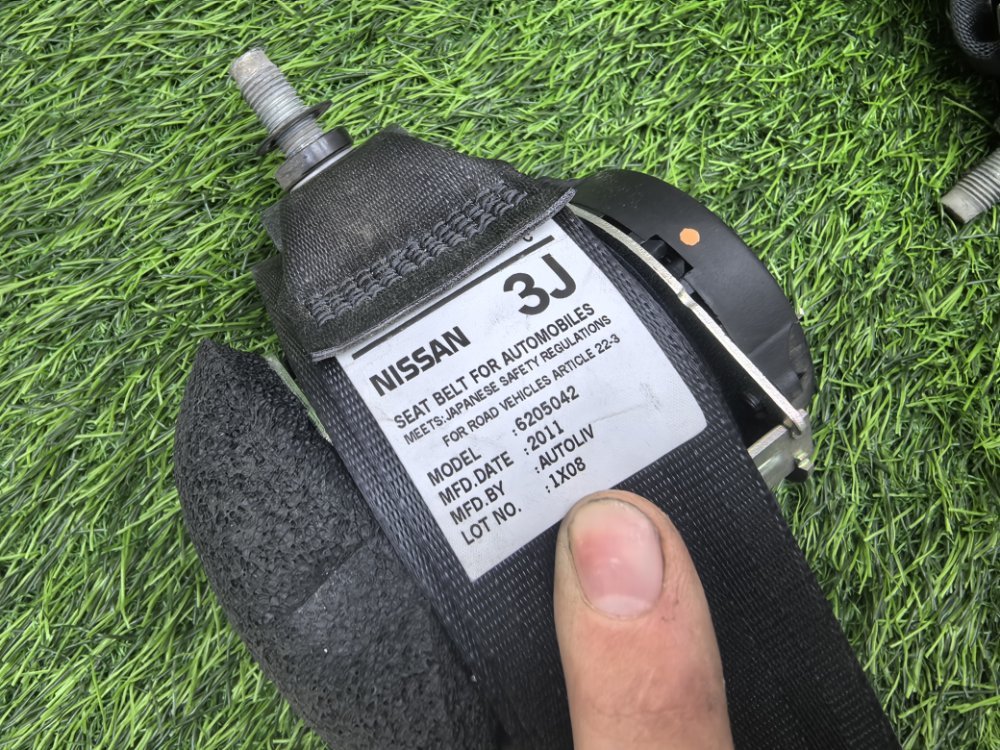 NISSAN 3J
SEAT BELT FOR AUTOMOBILES
MEETS:JAPANESE SAFETY REGULATIONS
FOR ROAD VEHICLES ARTICLE 22-3
MODEL :6205042
MFD.DATE :2011
MFD.BY :AUTOLIV
LOT NO. :1X08